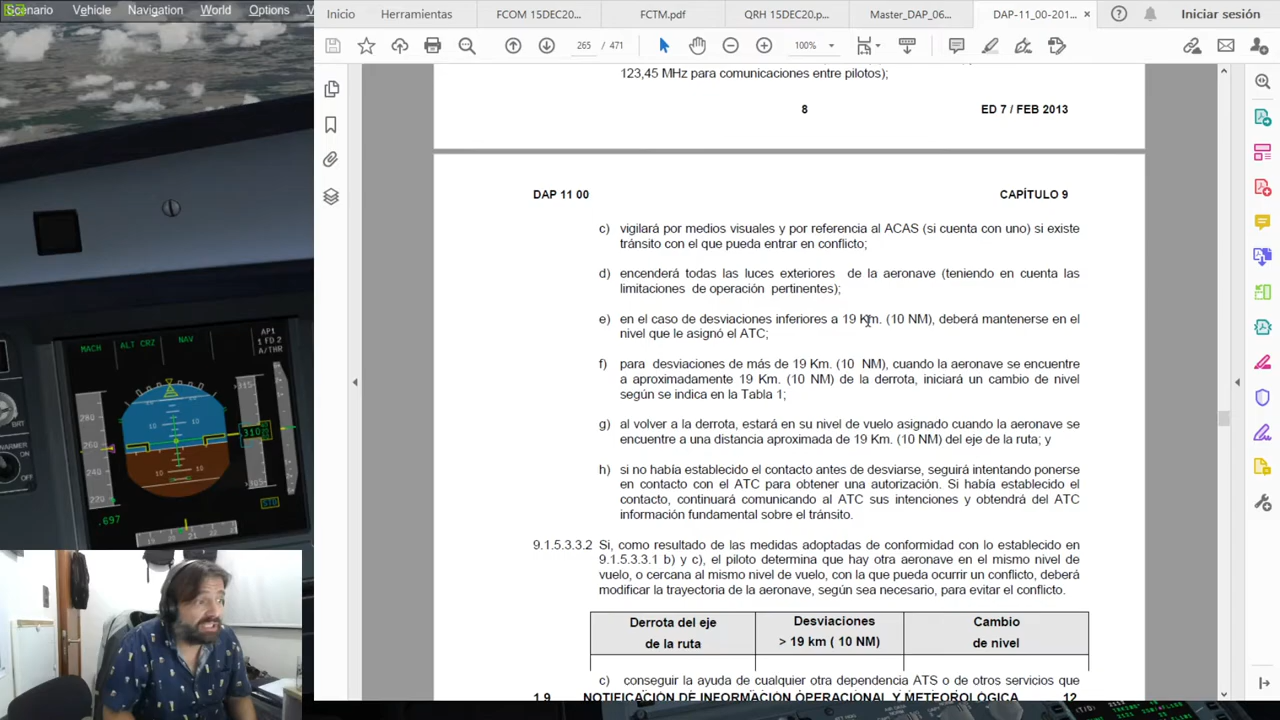 Scenario Vehicle Navigation World Options
Inicio Herramientas FCOM 15DEC20... FCTM.pdf QRH 15DEC20.p... Master_DAP_06... DAP-11_00-201... × Iniciar sesión
265 / 471 100%
123,45 MHz para comunicaciones entre pilotos);
8 ED 7 / FEB 2013
DAP 11 00 CAPÍTULO 9
c) vigilará por medios visuales y por referencia al ACAS (si cuenta con uno) si existe
tránsito con el que pueda entrar en conflicto;
d) encenderá todas las luces exteriores de la aeronave (teniendo en cuenta las
limitaciones de operación pertinentes);
e) en el caso de desviaciones inferiores a 19 Km. (10 NM), deberá mantenerse en el
nivel que le asignó el ATC;
f) para desviaciones de más de 19 Km. (10 NM), cuando la aeronave se encuentre
a aproximadamente 19 Km. (10 NM) de la derrota, iniciará un cambio de nivel
según se indica en la Tabla 1;
g) al volver a la derrota, estará en su nivel de vuelo asignado cuando la aeronave se
encuentre a una distancia aproximada de 19 Km. (10 NM) del eje de la ruta; y
h) si no había establecido el contacto antes de desviarse, seguirá intentando ponerse
en contacto con el ATC para obtener una autorización. Si había establecido el
contacto, continuará comunicando al ATC sus intenciones y obtendrá del ATC
información fundamental sobre el tránsito.
9.1.5.3.3.2 Si, como resultado de las medidas adoptadas de conformidad con lo establecido en
9.1.5.3.3.1 b) y c), el piloto determina que hay otra aeronave en el mismo nivel de
vuelo, o cercana al mismo nivel de vuelo, con la que pueda ocurrir un conflicto, deberá
modificar la trayectoria de la aeronave, según sea necesario, para evitar el conflicto.
Derrota del eje Desviaciones Cambio
de la ruta > 19 km ( 10 NM) de nivel
c) conseguir la ayuda de cualquier otra dependencia ATS o de otros servicios que
1.9 NOTIFICACIÓN DE INFORMACIÓN OPERACIONAL Y METEOROLÓGICA 12
MACH ALT CRZ NAV AP1
1 FD 2
A/THR
280
260
240
220
315
310
305
10 10
10 10
STD
.697